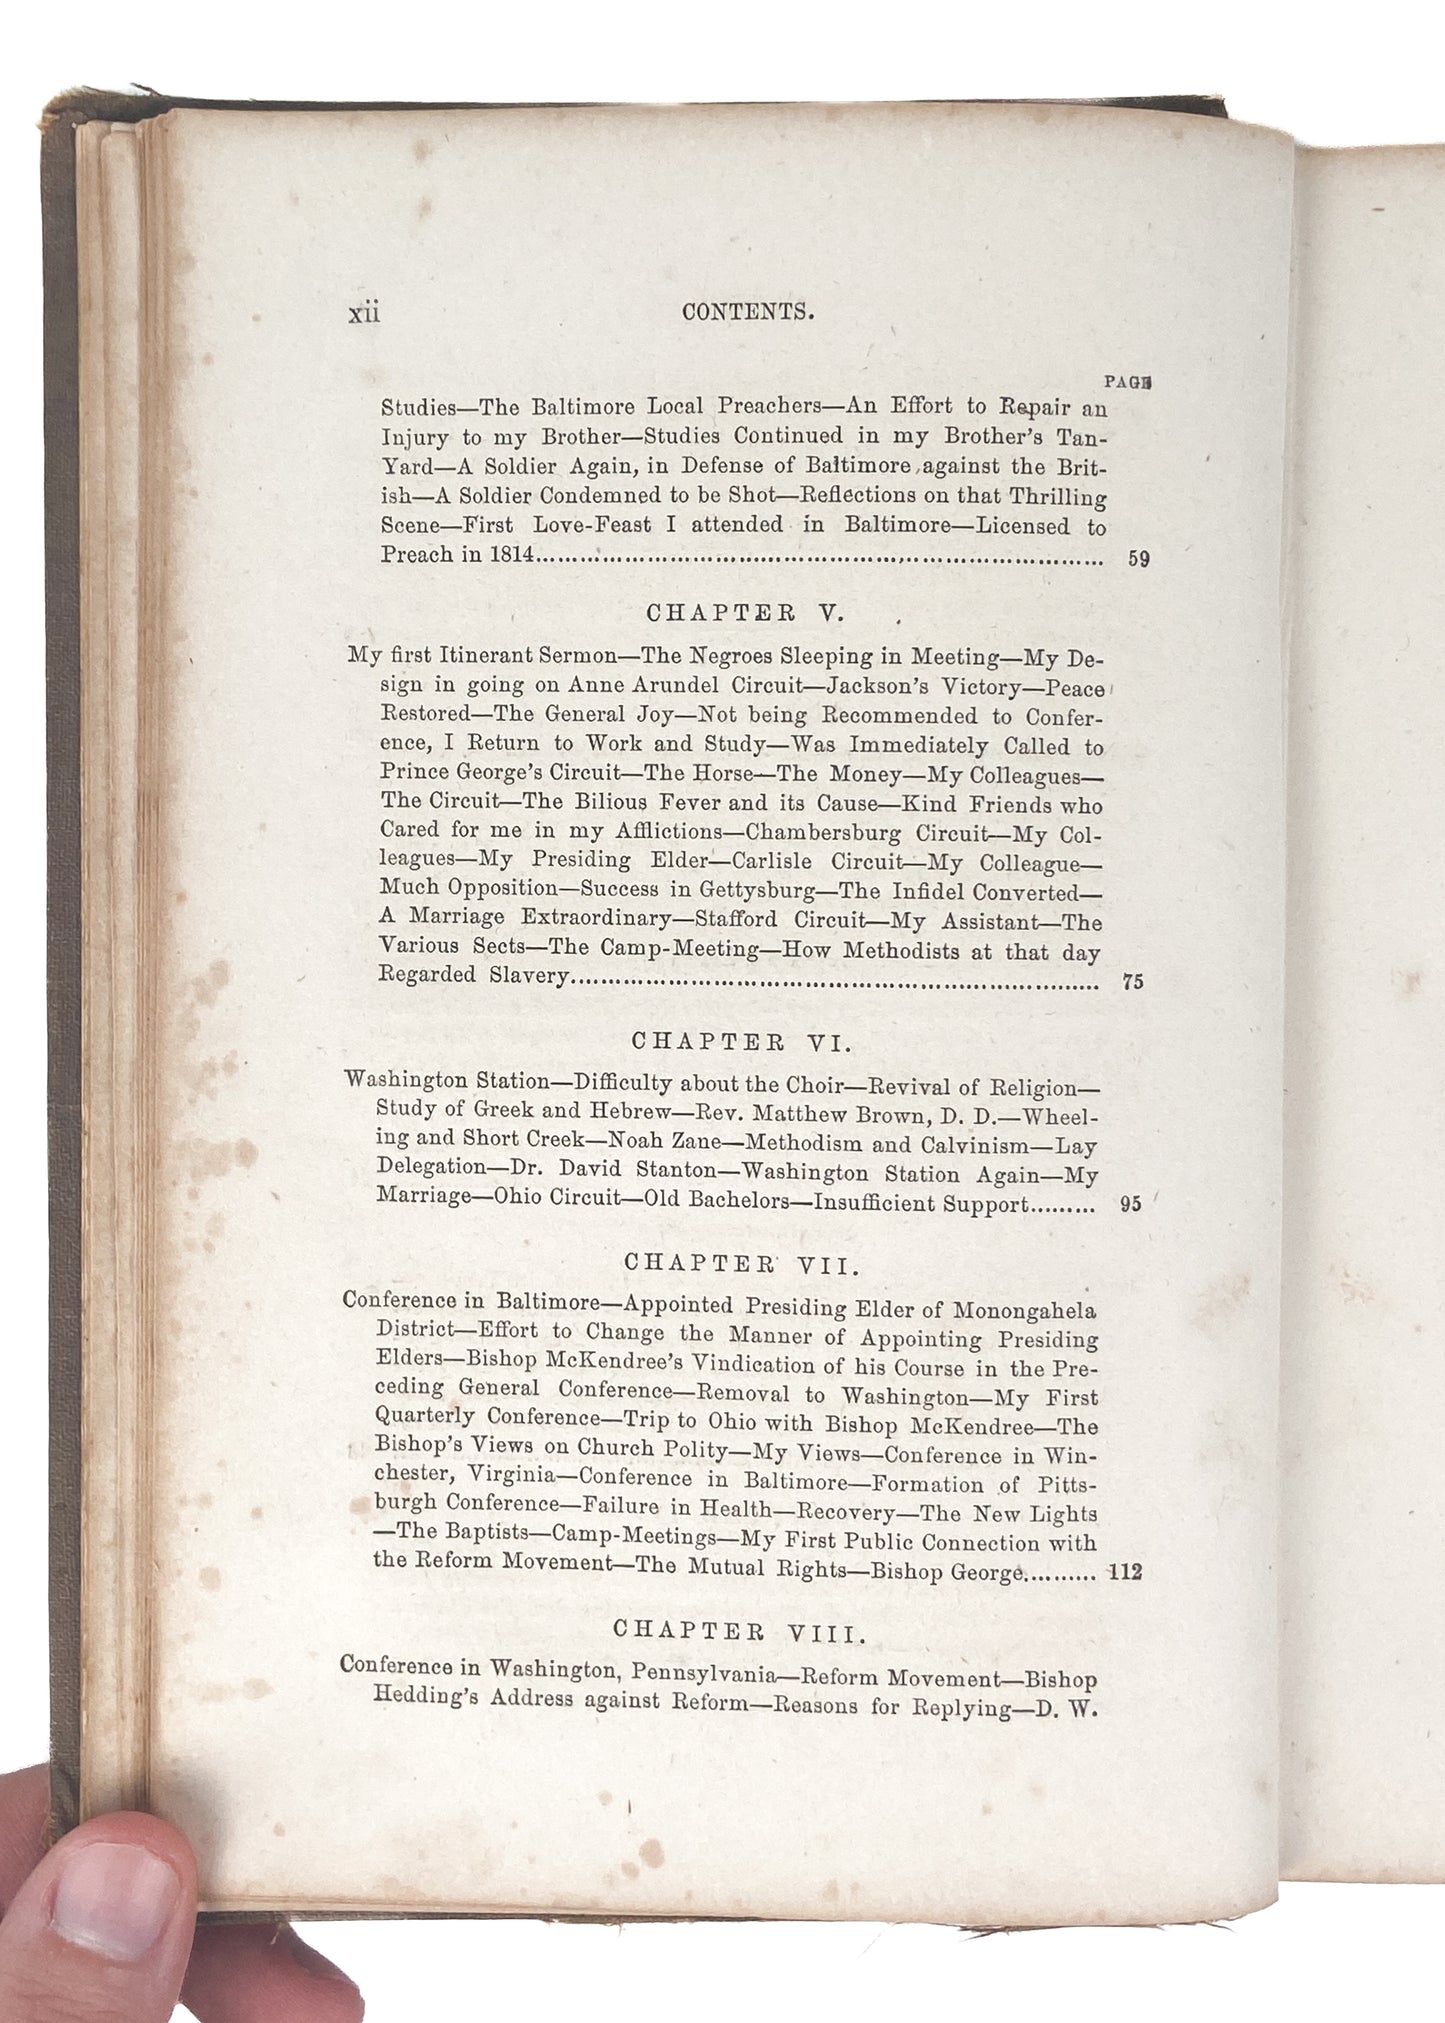 xii CONTENTS.
PAGE
Studies—The Baltimore Local Preachers—An Effort to Repair an
Injury to my Brother—Studies Continued in my Brother's Tan-
Yard—A Soldier Again, in Defense of Baltimore against the Brit-
ish—A Soldier Condemned to be Shot—Reflections on that Thrilling
Scene—First Love-Feast I attended in Baltimore—Licensed to
Preach in 1814........................................................................ 59
CHAPTER V.
My first Itinerant Sermon—The Negroes Sleeping in Meeting—My De-
sign in going on Anne Arundel Circuit—Jackson's Victory—Peace
Restored—The General Joy—Not being Recommended to Confer-
ence, I Return to Work and Study—Was Immediately Called to
Prince George's Circuit—The Horse—The Money—My Colleagues—
The Circuit—The Bilious Fever and its Cause—Kind Friends who
Cared for me in my Afflictions—Chambersburg Circuit—My Col-
leagues—My Presiding Elder—Carlisle Circuit—My Colleague—
Much Opposition—Success in Gettysburg—The Infidel Converted—
A Marriage Extraordinary—Stafford Circuit—My Assistant—The
Various Sects—The Camp-Meeting—How Methodists at that day
Regarded Slavery..................................................................... 75
CHAPTER VI.
Washington Station—Difficulty about the Choir—Revival of Religion—
Study of Greek and Hebrew—Rev. Matthew Brown, D. D.—Wheel-
ing and Short Creek—Noah Zane—Methodism and Calvinism—Lay
Delegation—Dr. David Stanton—Washington Station Again—My
Marriage—Ohio Circuit—Old Bachelors—Insufficient Support......... 95
CHAPTER VII.
Conference in Baltimore—Appointed Presiding Elder of Monongahela
District—Effort to Change the Manner of Appointing Presiding
Elders—Bishop McKendree's Vindication of his Course in the Pre-
ceding General Conference—Removal to Washington—My First
Quarterly Conference—Trip to Ohio with Bishop McKendree—The
Bishop's Views on Church Polity—My Views—Conference in Win-
chester, Virginia—Conference in Baltimore—Formation of Pitts-
burgh Conference—Failure in Health—Recovery—The New Lights
—The Baptists—Camp-Meetings—My First Public Connection with
the Reform Movement—The Mutual Rights—Bishop George.......... 112
CHAPTER VIII.
Conference in Washington, Pennsylvania—Reform Movement—Bishop
Hedding's Address against Reform—Reasons for Replying—D. W.